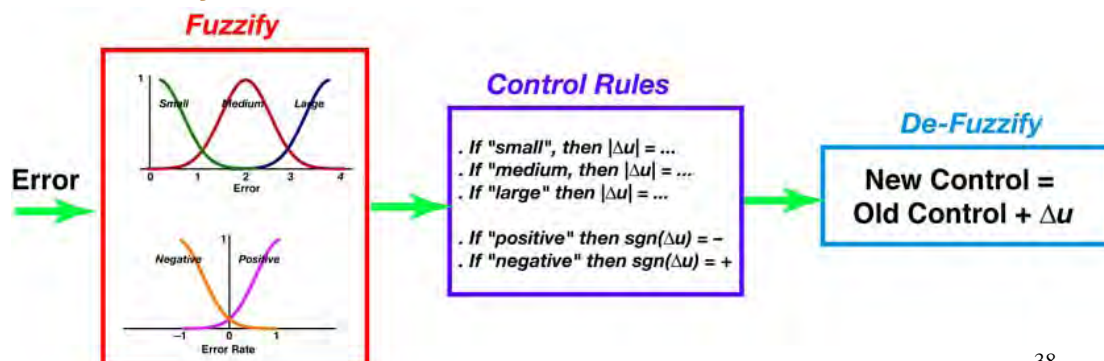 Fuzzify
1
Small
Medium
Large
0
1
2
3
4
Error
1
Negative
Positive
–1
0
1
Error Rate
Error
Control Rules
. If "small", then |Δu| = ...
. If "medium, then |Δu| = ...
. If "large" then |Δu| = ...
. If "positive" then sgn(Δu) = –
. If "negative" then sgn(Δu) = +
De-Fuzzify
New Control =
Old Control + Δu
38